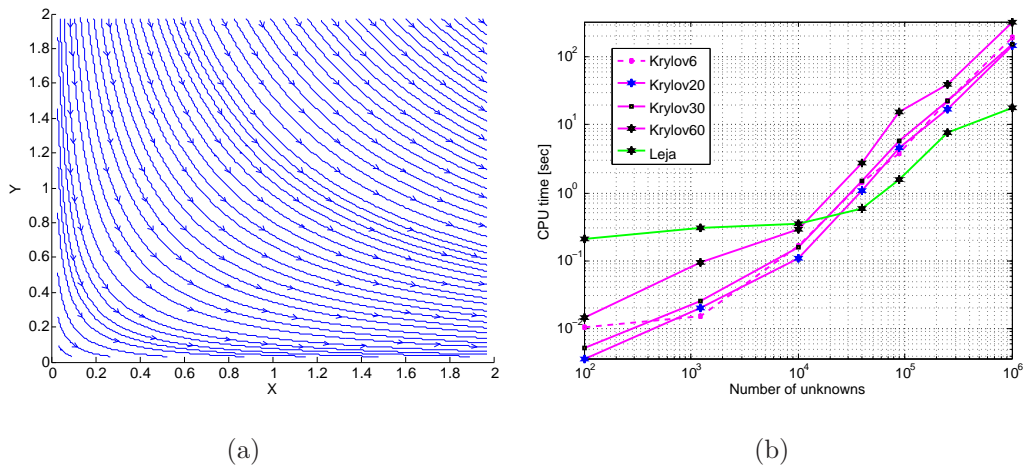 2
1.8
1.6
1.4
1.2
1
0.8
0.6
0.4
0.2
0
Y
0 0.2 0.4 0.6 0.8 1 1.2 1.4 1.6 1.8 2
X
(a)
10^2
10^1
10^0
10^-1
10^-2
CPU time [sec]
Krylov6
Krylov20
Krylov30
Krylov60
Leja
10^2 10^3 10^4 10^5 10^6
Number of unknowns
(b)